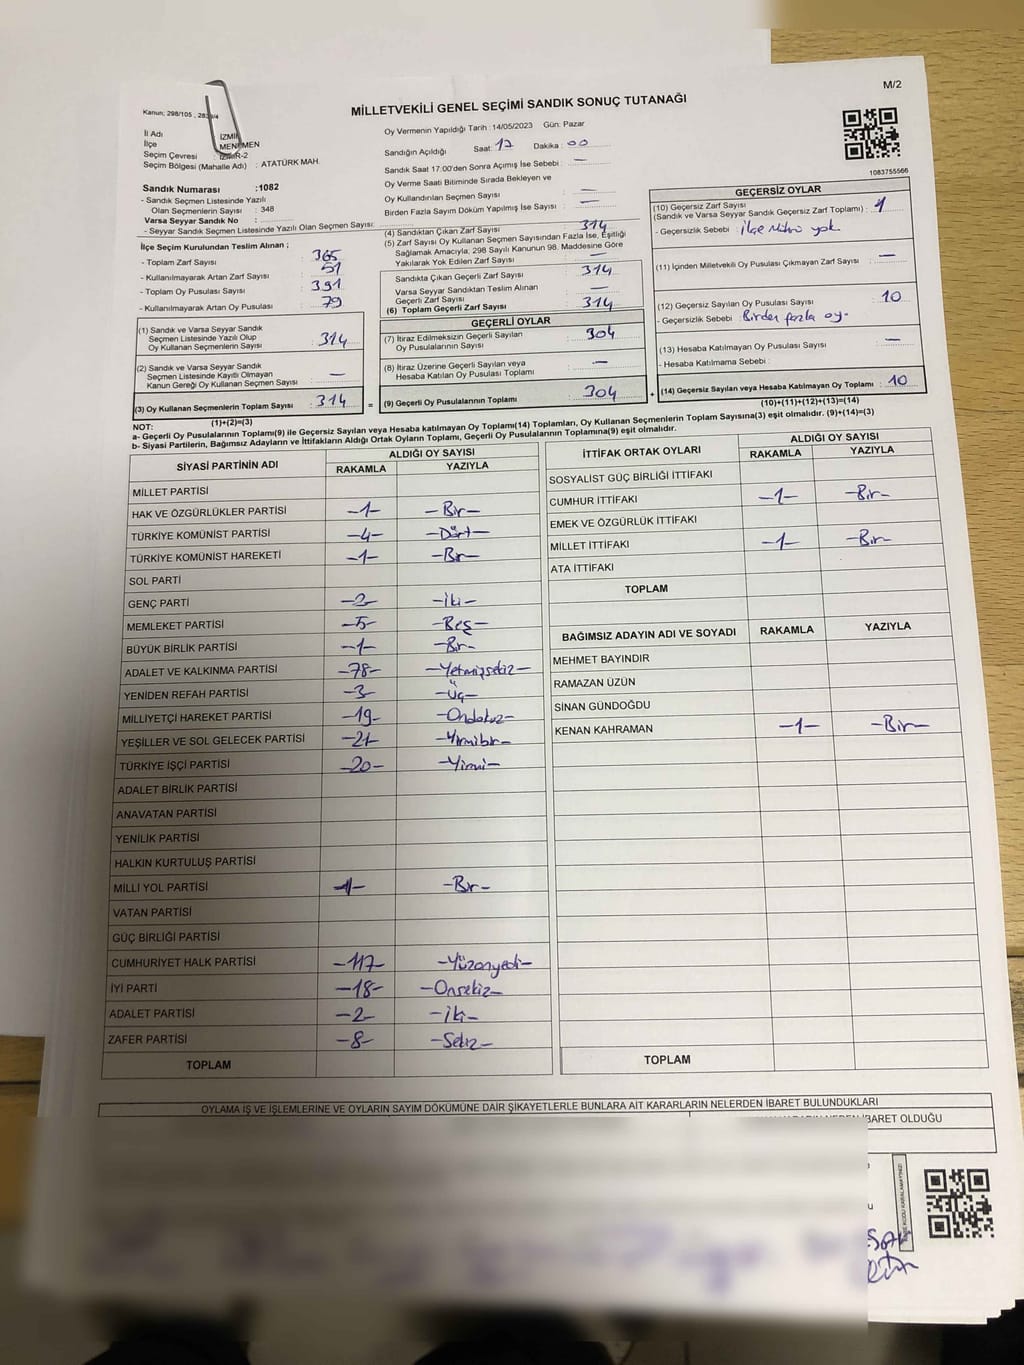 M/2
MİLLETVEKİLİ GENEL SEÇİMİ SANDIK SONUÇ TUTANAĞI
Kanun; 298/105 ,
İl Adı : İZMİR
İlçe : MENEMEN
Seçim Çevresi : İZMİR-2
Seçim Bölgesi (Mahalle Adı) : ATATÜRK MAH.
Oy Vermenin Yapıldığı Tarih : 14/05/2023 Gün: Pazar
Sandığın Açıldığı Saat: 17 Dakika : 00
Sandık Saat 17:00'den Sonra Açımış İse Sebebi : —
Oy Verme Saati Bitiminde Sırada Bekleyen ve
Oy Kullandırılan Seçmen Sayısı : —
Birden Fazla Sayım Döküm Yapılmış İse Sayısı : —
1083755566
Sandık Numarası :1082
- Sandık Seçmen Listesinde Yazılı
Olan Seçmenlerin Sayısı : 348
Varsa Seyyar Sandık No :
- Seyyar Sandık Seçmen Listesinde Yazılı Olan Seçmen Sayısı:
İlçe Seçim Kurulundan Teslim Alınan ;
- Toplam Zarf Sayısı : 365
- Kullanılmayarak Artan Zarf Sayısı : 51
- Toplam Oy Pusulası Sayısı : 391
- Kullanılmayarak Artan Oy Pusulası : 79
(1) Sandık ve Varsa Seyyar Sandık
Seçmen Listesinde Yazılı Olup
Oy Kullanan Seçmenlerin Sayısı : 314
(2) Sandık ve Varsa Seyyar Sandık
Seçmen Listesinde Kayıtlı Olmayan
Kanun Gereği Oy Kullanan Seçmen Sayısı : —
(3) Oy Kullanan Seçmenlerin Toplam Sayısı : 314
(1)+(2)=(3)
(4) Sandıktan Çıkan Zarf Sayısı : 314
(5) Zarf Sayısı Oy Kullanan Seçmen Sayısından Fazla İse, Eşitliği
Sağlamak Amacıyla, 298 Sayılı Kanunun 98. Maddesine Göre
Yakılarak Yok Edilen Zarf Sayısı : —
Sandıkta Çıkan Geçerli Zarf Sayısı : 314
Varsa Seyyar Sandıktan Teslim Alınan
Geçerli Zarf Sayısı : —
(6) Toplam Geçerli Zarf Sayısı : 314
GEÇERLİ OYLAR
(7) İtiraz Edilmeksizin Geçerli Sayılan
Oy Pusulalarının Sayısı : 304
(8) İtiraz Üzerine Geçerli Sayılan veya
Hesaba Katılan Oy Pusulası Toplamı : —
= (9) Geçerli Oy Pusulalarının Toplamı : 304
GEÇERSİZ OYLAR
(10) Geçersiz Zarf Sayısı
(Sandık ve Varsa Seyyar Sandık Geçersiz Zarf Toplamı) : 1
- Geçersizlik Sebebi : İlçe Mührü yok
(11) İçinden Milletvekili Oy Pusulası Çıkmayan Zarf Sayısı : —
(12) Geçersiz Sayılan Oy Pusulası Sayısı : 10
- Geçersizlik Sebebi : Birden fazla oy-
(13) Hesaba Katılmayan Oy Pusulası Sayısı : —
- Hesaba Katılmama Sebebi :
+ (14) Geçersiz Sayılan veya Hesaba Katılmayan Oy Toplamı : 10
(10)+(11)+(12)+(13)=(14)
NOT:
a- Geçerli Oy Pusulalarının Toplamı(9) ile Geçersiz Sayılan ve Hesaba katılmayan Oy Toplamı(14) Toplamları, Oy Kullanan Seçmenlerin Toplam Sayısına(3) eşit olmalıdır. (9)+(14)=(3)
b- Siyasi Partilerin, Bağımsız Adayların ve İttifakların Aldığı Ortak Oyların Toplamı, Geçerli Oy Pusulalarının Toplamına(9) eşit olmalıdır.
SİYASİ PARTİNİN ADI ALDIĞI OY SAYISI
RAKAMLA YAZIYLA
MİLLET PARTİSİ
HAK VE ÖZGÜRLÜKLER PARTİSİ -1- -Bir-
TÜRKİYE KOMÜNİST PARTİSİ -4- -Dört-
TÜRKİYE KOMÜNİST HAREKETİ -1- -Bir-
SOL PARTİ
GENÇ PARTİ -2- -İki-
MEMLEKET PARTİSİ -5- -Beş-
BÜYÜK BİRLİK PARTİSİ -1- -Bir-
ADALET VE KALKINMA PARTİSİ -78- -Yetmişsekiz-
YENİDEN REFAH PARTİSİ -3- -Üç-
MİLLİYETÇİ HAREKET PARTİSİ -19- -Ondokuz-
YEŞİLLER VE SOL GELECEK PARTİSİ -21- -Yirmibir-
TÜRKİYE İŞÇİ PARTİSİ -20- -Yirmi-
ADALET BİRLİK PARTİSİ
ANAVATAN PARTİSİ
YENİLİK PARTİSİ
HALKIN KURTULUŞ PARTİSİ
MİLLİ YOL PARTİSİ -1- -Bir-
VATAN PARTİSİ
GÜÇ BİRLİĞİ PARTİSİ
CUMHURİYET HALK PARTİSİ -117- -Yüzonyedi-
İYİ PARTİ -18- -Onsekiz-
ADALET PARTİSİ -2- -İki-
ZAFER PARTİSİ -8- -Sekiz-
TOPLAM
İTTİFAK ORTAK OYLARI ALDIĞI OY SAYISI
RAKAMLA YAZIYLA
SOSYALİST GÜÇ BİRLİĞİ İTTİFAKI
CUMHUR İTTİFAKI -1- -Bir-
EMEK VE ÖZGÜRLÜK İTTİFAKI
MİLLET İTTİFAKI -1- -Bir-
ATA İTTİFAKI
TOPLAM
BAĞIMSIZ ADAYIN ADI VE SOYADI RAKAMLA YAZIYLA
MEHMET BAYINDIR
RAMAZAN ÜZÜN
SİNAN GÜNDOĞDU
KENAN KAHRAMAN -1- -Bir-
TOPLAM
OYLAMA İŞ VE İŞLEMLERİNE VE OYLARIN SAYIM DÖKÜMÜNE DAİR ŞİKAYETLERLE BUNLARA AİT KARARLARIN NELERDEN İBARET BULUNDUKLARI
İBARET OLDUĞU